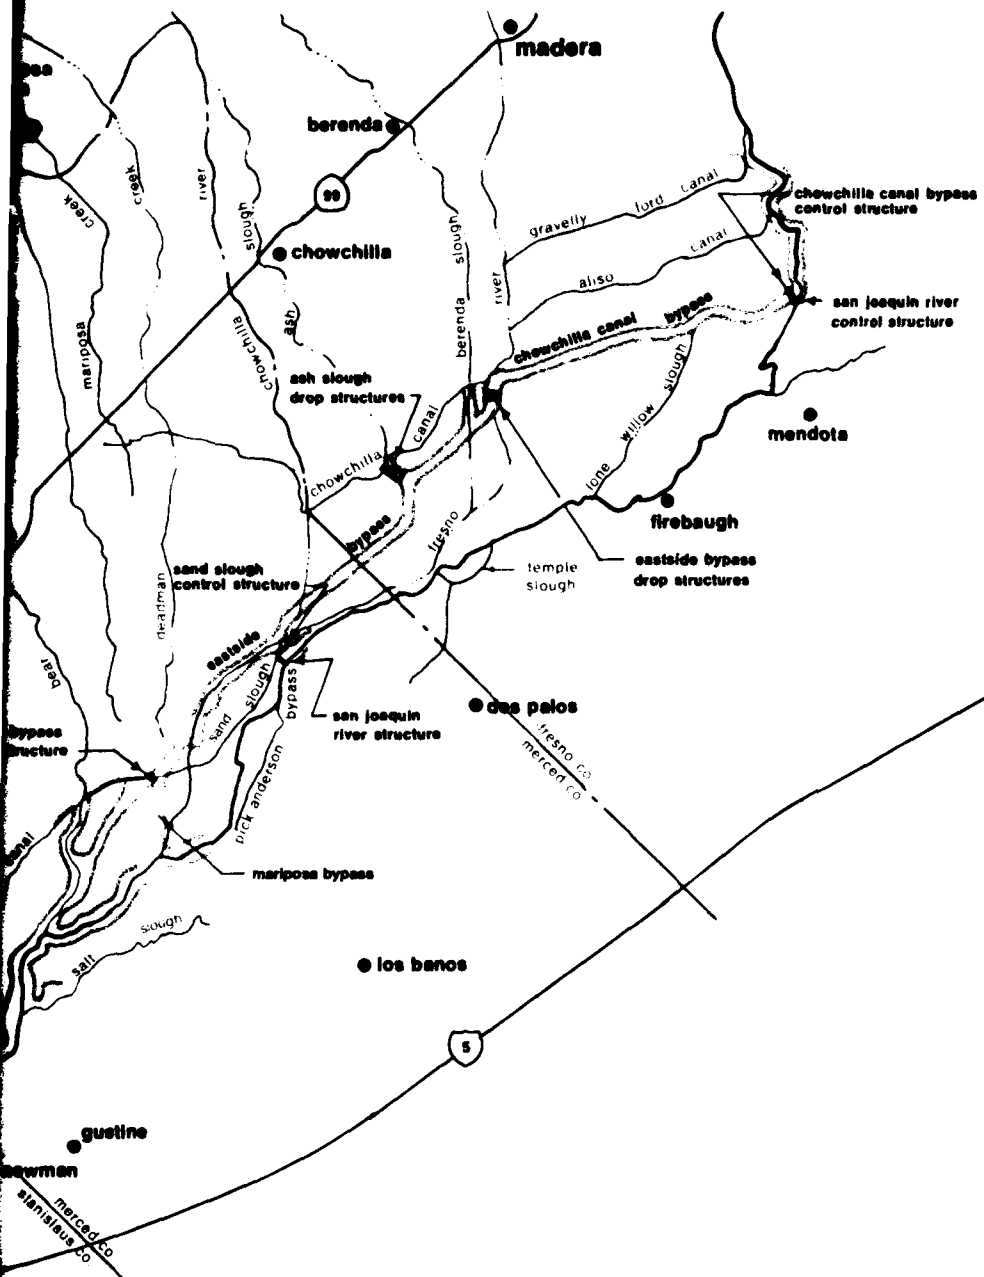 madera
berenda
99
chowchilla
creek
creek
river
slough
ash
mariposa
chowchilla
berenda slough
river
gravelly ford canal
aliso canal
chowchilla canal bypass
chowchilla canal bypass
control structure
san joaquin river
control structure
ash slough
drop structures
chowchilla canal
lone willow slough
mendota
firebaugh
bypass
fresno
eastside bypass
drop structures
temple
slough
sand slough
control structure
deadman
eastside
bear
sand slough
bypass
san joaquin
river structure
dos palos
fresno co.
merced co
bypass
structure
pick anderson
canal
mariposa bypass
salt slough
los banos
5
gustine
newman
merced co
stanislaus co.